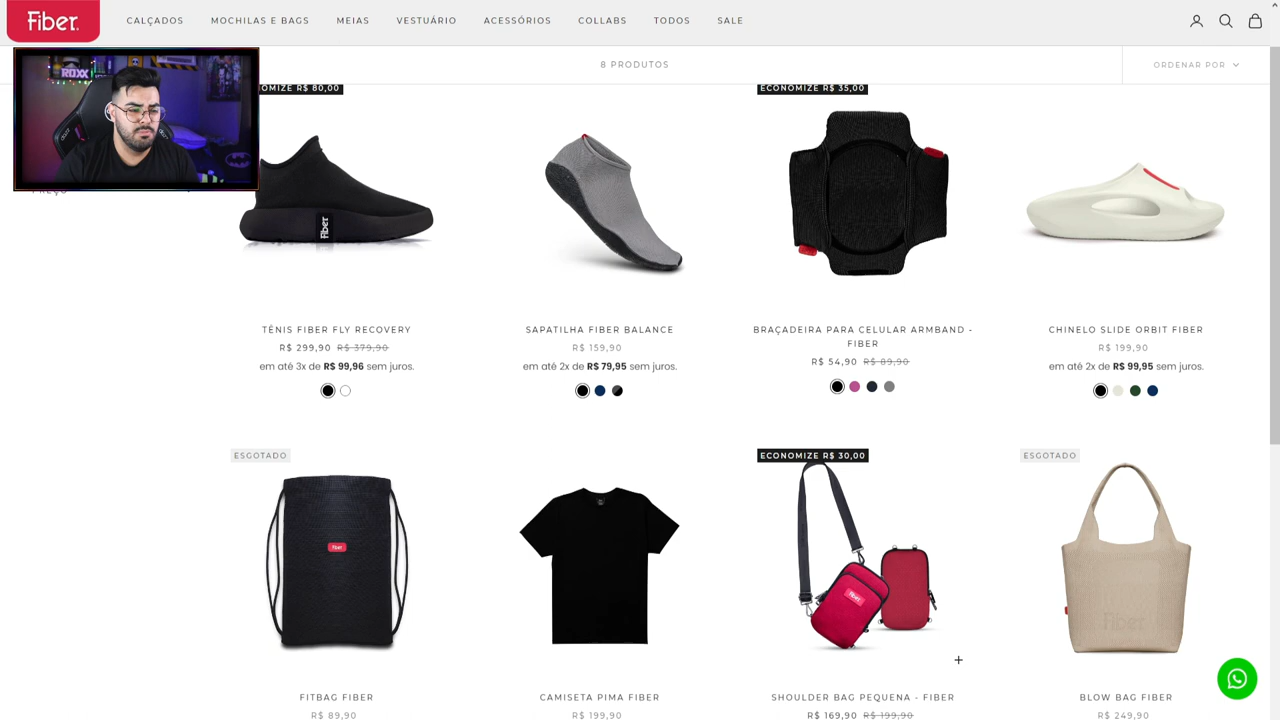 Fiber.
CALÇADOS
MOCHILAS E BAGS
MEIAS
VESTUÁRIO
ACESSÓRIOS
COLLABS
TODOS
SALE
8 PRODUTOS
ORDENAR POR
ROXX
R$ 80,00
ECONOMIZE R$ 35,00
Fiber
TÊNIS FIBER FLY RECOVERY
R$ 299,90 R$ 379,90
em até 3x de R$ 99,96 sem juros.
SAPATILHA FIBER BALANCE
R$ 159,90
em até 2x de R$ 79,95 sem juros.
BRAÇADEIRA PARA CELULAR ARMBAND -
FIBER
R$ 54,90 R$ 89,90
CHINELO SLIDE ORBIT FIBER
R$ 199,90
em até 2x de R$ 99,95 sem juros.
ESGOTADO
ECONOMIZE R$ 30,00
ESGOTADO
Fiber
Fiber
Fiber
FITBAG FIBER
R$ 89,90
CAMISETA PIMA FIBER
R$ 199,90
SHOULDER BAG PEQUENA - FIBER
R$ 169,90 R$ 199,90
BLOW BAG FIBER
R$ 249,90